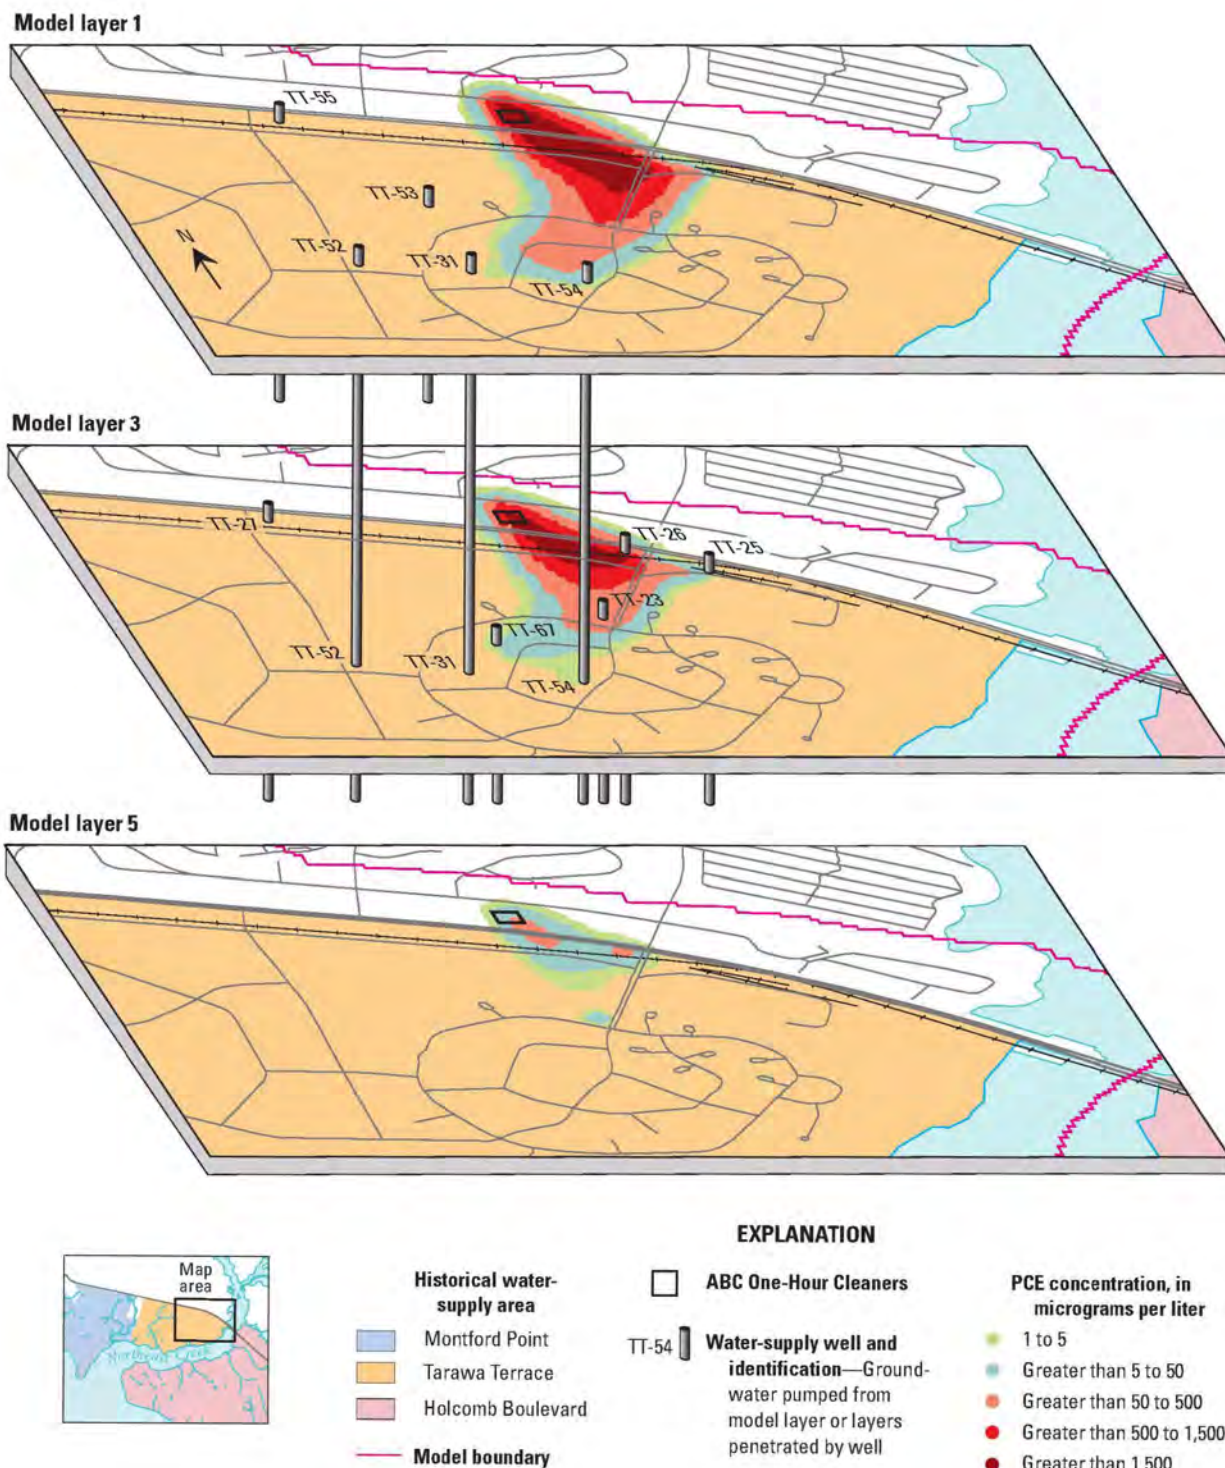 Model layer 1
TT-55
TT-53
N
TT-52
TT-31
TT-54
Model layer 3
TT-27
TT-26
TT-25
TT-23
TT-67
TT-52
TT-31
TT-54
Model layer 5
EXPLANATION
Map
area
Northeast Creek
Historical water-
supply area
Montford Point
Tarawa Terrace
Holcomb Boulevard
Model boundary
ABC One-Hour Cleaners
TT-54
Water-supply well and
identification—Ground-
water pumped from
model layer or layers
penetrated by well
PCE concentration, in
micrograms per liter
1 to 5
Greater than 5 to 50
Greater than 50 to 500
Greater than 500 to 1,500
Greater than 1,500